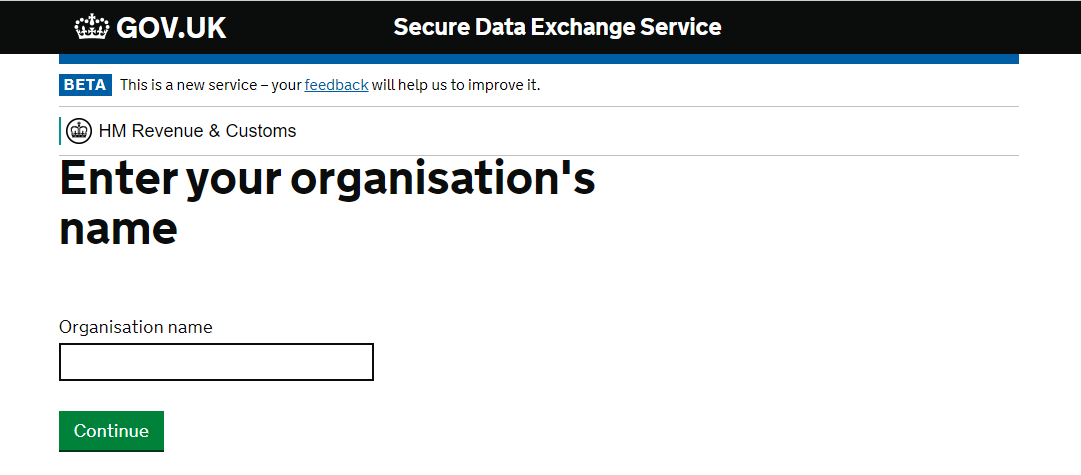 GOV.UK Secure Data Exchange Service
BETA This is a new service – your feedback will help us to improve it.
HM Revenue & Customs
Enter your organisation's
name
Organisation name
Continue